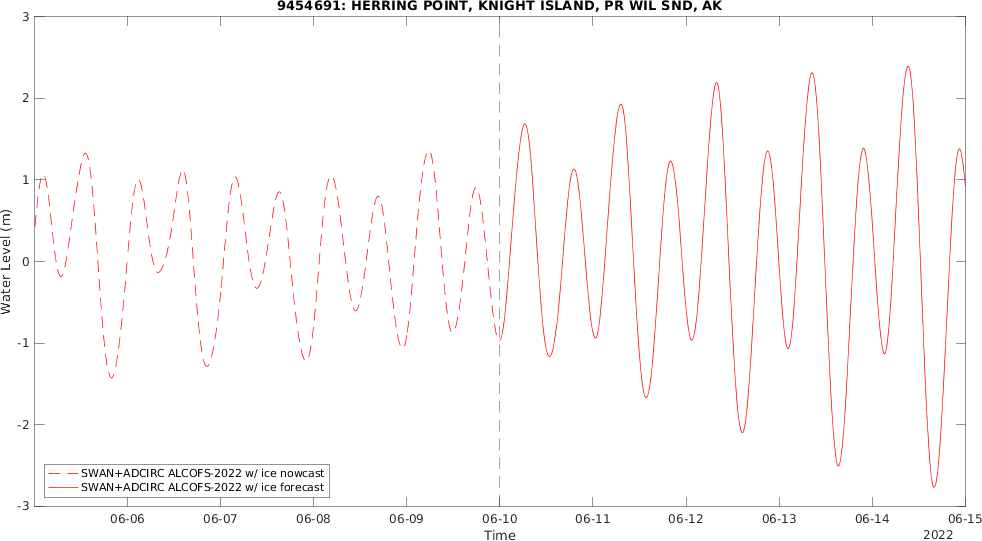 9454691: HERRING POINT, KNIGHT ISLAND, PR WIL SND, AK
3
2
1
0
-1
-2
-3
Water Level (m)
SWAN+ADCIRC ALCOFS-2022 w/ ice nowcast
SWAN+ADCIRC ALCOFS-2022 w/ ice forecast
06-06 06-07 06-08 06-09 06-10 06-11 06-12 06-13 06-14 06-15
Time
2022